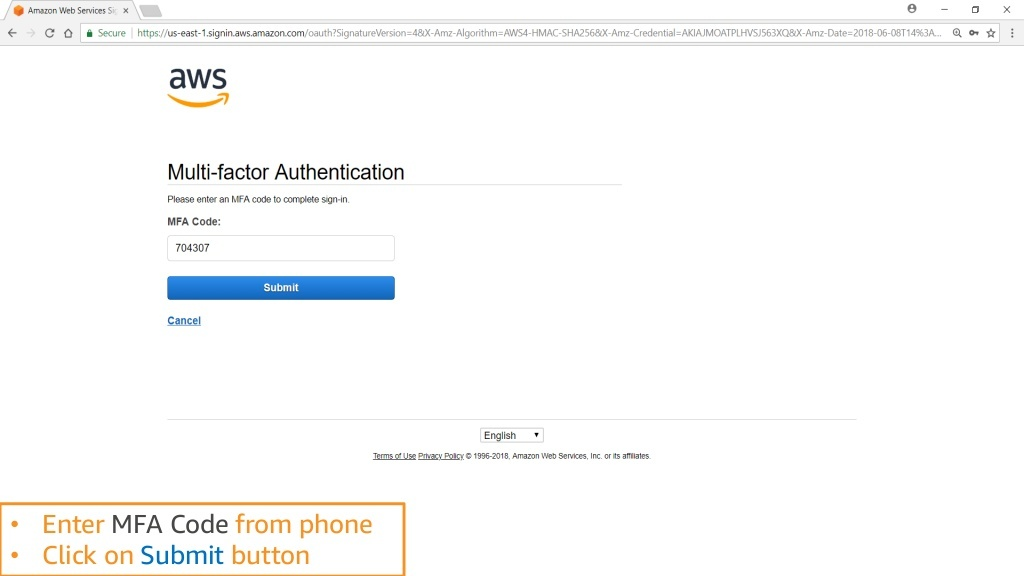 Amazon Web Services Si
Secure
https://us-east-1.signin.aws.amazon.com/oauth?SignatureVersion=4&X-Amz-Algorithm=AWS4-HMAC-SHA256&X-Amz-Credential=AKIAJMOATPLHVSJ563XQ&X-Amz-Date=2018-06-08T14%3A...
aws
Multi-factor Authentication
Please enter an MFA code to complete sign-in.
MFA Code:
704307
Submit
Cancel
English
Terms of Use Privacy Policy © 1996-2018, Amazon Web Services, Inc. or its affiliates.
• Enter MFA Code from phone
• Click on Submit button